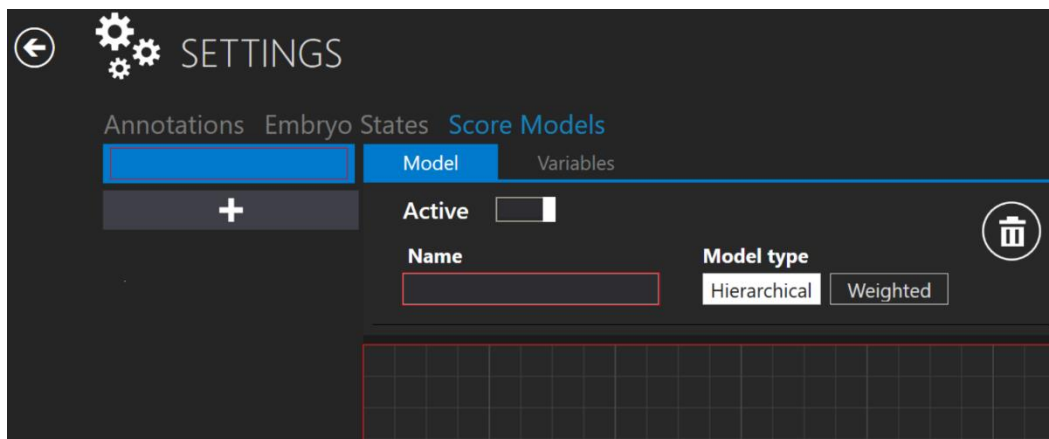 SETTINGS
Annotations Embryo States Score Models
Model Variables
Active
Name Model type
Hierarchical Weighted